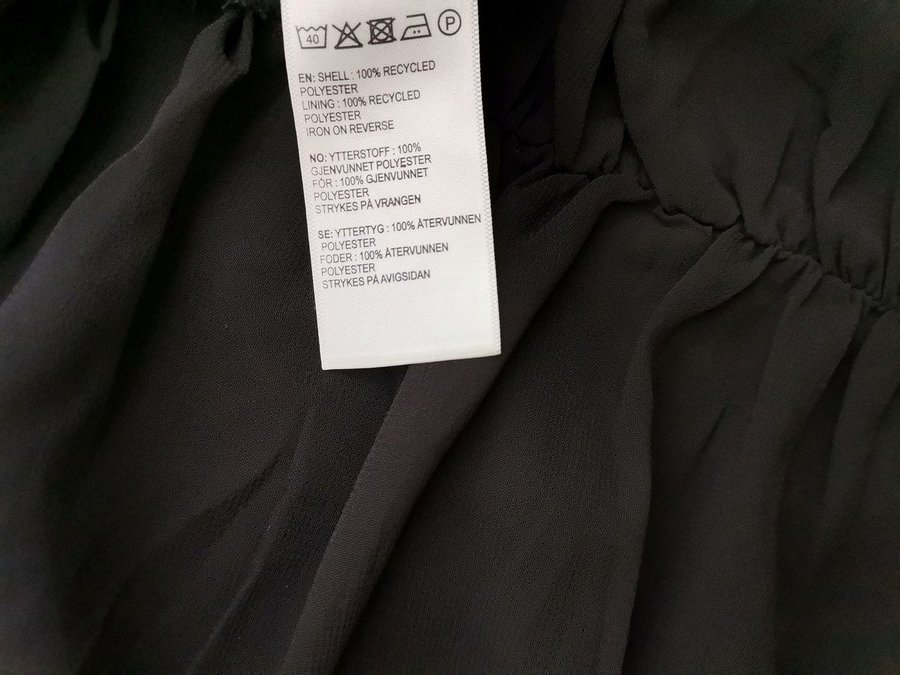 40 P
EN: SHELL : 100% RECYCLED
POLYESTER
LINING : 100% RECYCLED
POLYESTER
IRON ON REVERSE
NO: YTTERSTOFF : 100%
GJENVUNNET POLYESTER
FÓR : 100% GJENVUNNET
POLYESTER
STRYKES PÅ VRANGEN
SE: YTTERTYG : 100% ÅTERVUNNEN
POLYESTER
FODER : 100% ÅTERVUNNEN
POLYESTER
STRYKES PÅ AVIGSIDAN